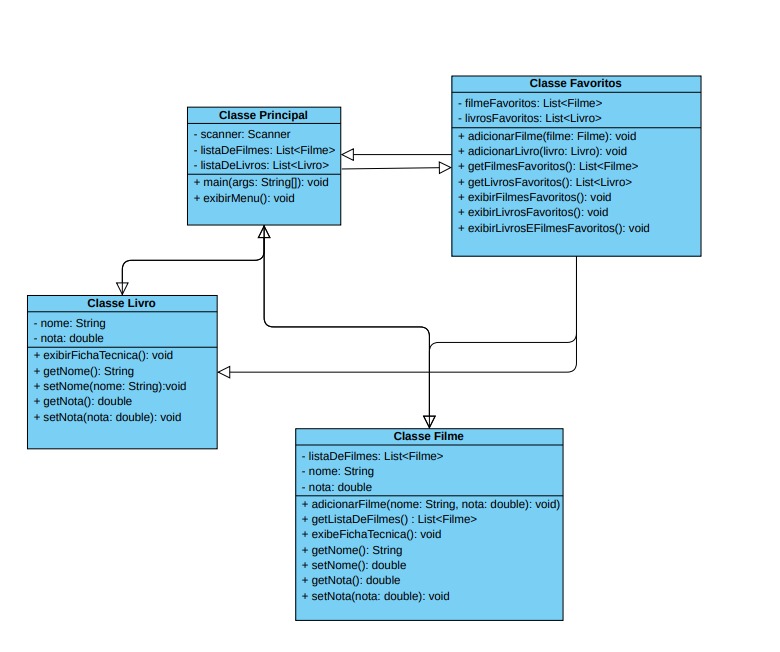 Classe Principal
- scanner: Scanner
- listaDeFilmes: List<Filme>
- listaDeLivros: List<Livro>
+ main(args: String[]): void
+ exibirMenu(): void
Classe Favoritos
- filmeFavoritos: List<Filme>
- livrosFavoritos: List<Livro>
+ adicionarFilme(filme: Filme): void
+ adicionarLivro(livro: Livro): void
+ getFilmesFavoritos(): List<Filme>
+ getLivrosFavoritos(): List<Livro>
+ exibirFilmesFavoritos(): void
+ exibirLivrosFavoritos(): void
+ exibirLivrosEFilmesFavoritos(): void
Classe Livro
- nome: String
- nota: double
+ exibirFichaTecnica(): void
+ getNome(): String
+ setNome(nome: String):void
+ getNota(): double
+ setNota(nota: double): void
Classe Filme
- listaDeFilmes: List<Filme>
- nome: String
- nota: double
+ adicionarFilme(nome: String, nota: double): void)
+ getListaDeFilmes() : List<Filme>
+ exibeFichaTecnica(): void
+ getNome(): String
+ setNome(): double
+ getNota(): double
+ setNota(nota: double): void